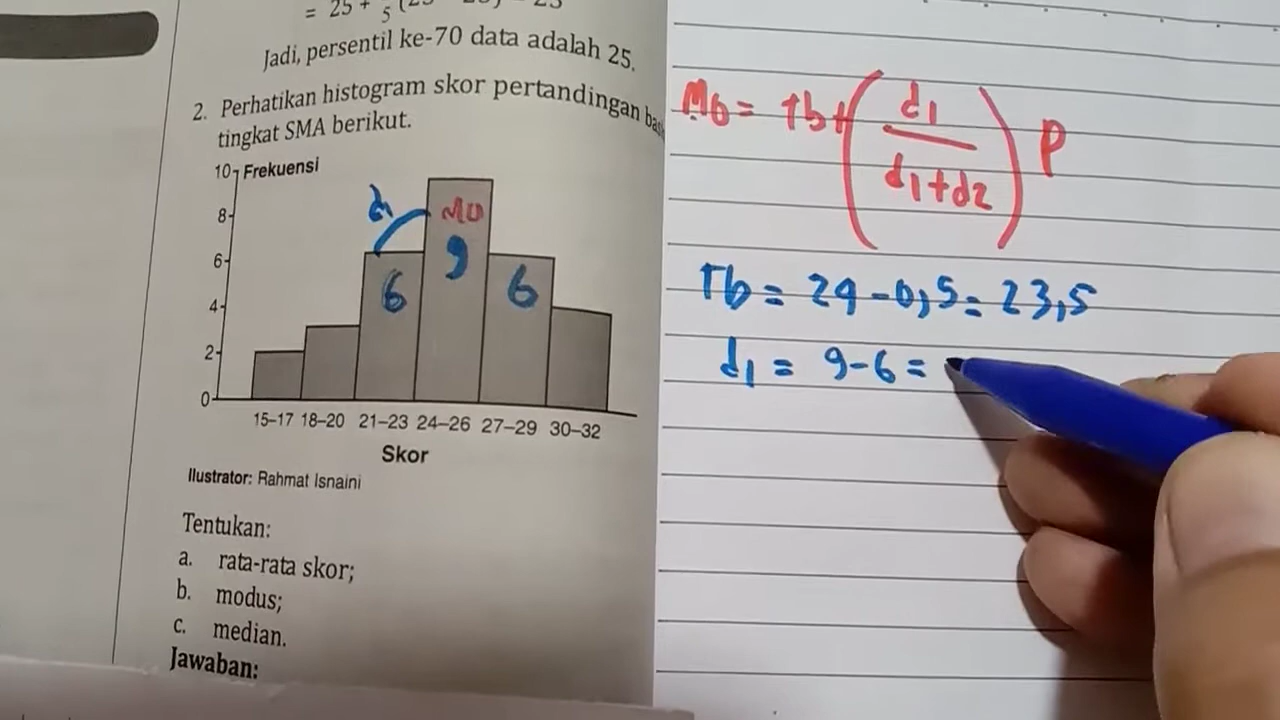 = 25 + 5
Jadi, persentil ke-70 data adalah 25.
2. Perhatikan histogram skor pertandingan
tingkat SMA berikut.
10 Frekuensi
8
6
4
2
0
d1
Mo
6 9 6
15–17 18–20 21–23 24–26 27–29 30–32
Skor
Ilustrator: Rahmat Isnaini
Tentukan:
a. rata-rata skor;
b. modus;
c. median.
Jawaban:
Mo = Tb + ( d1 / d1+d2 ) P
Tb = 24 - 0,5 = 23,5
d1 = 9-6 =